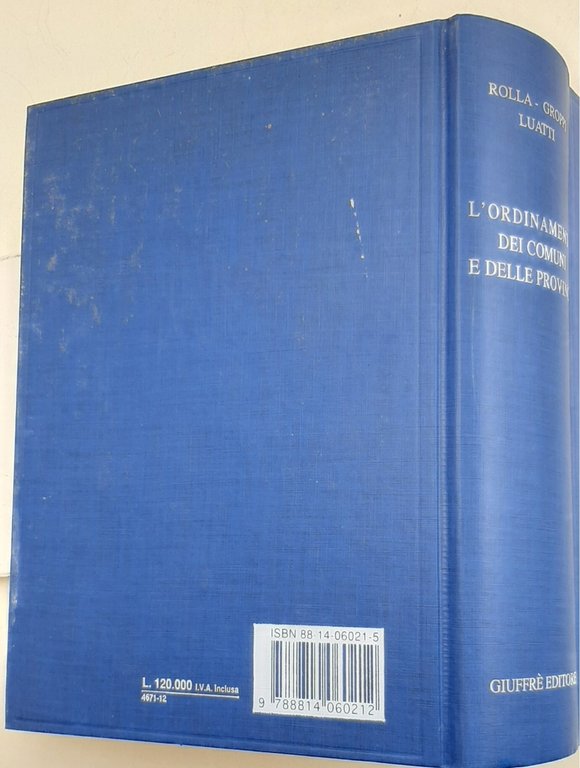 ROLLA - GROPPI
LUATTI
L'ORDINAMEN
DEI COMUNI
E DELLE PROVIN
GIUFFRÈ EDITORE
ISBN 88-14-06021-5
9 788814 060212
L. 120.000 I.V.A. Inclusa
4671-12